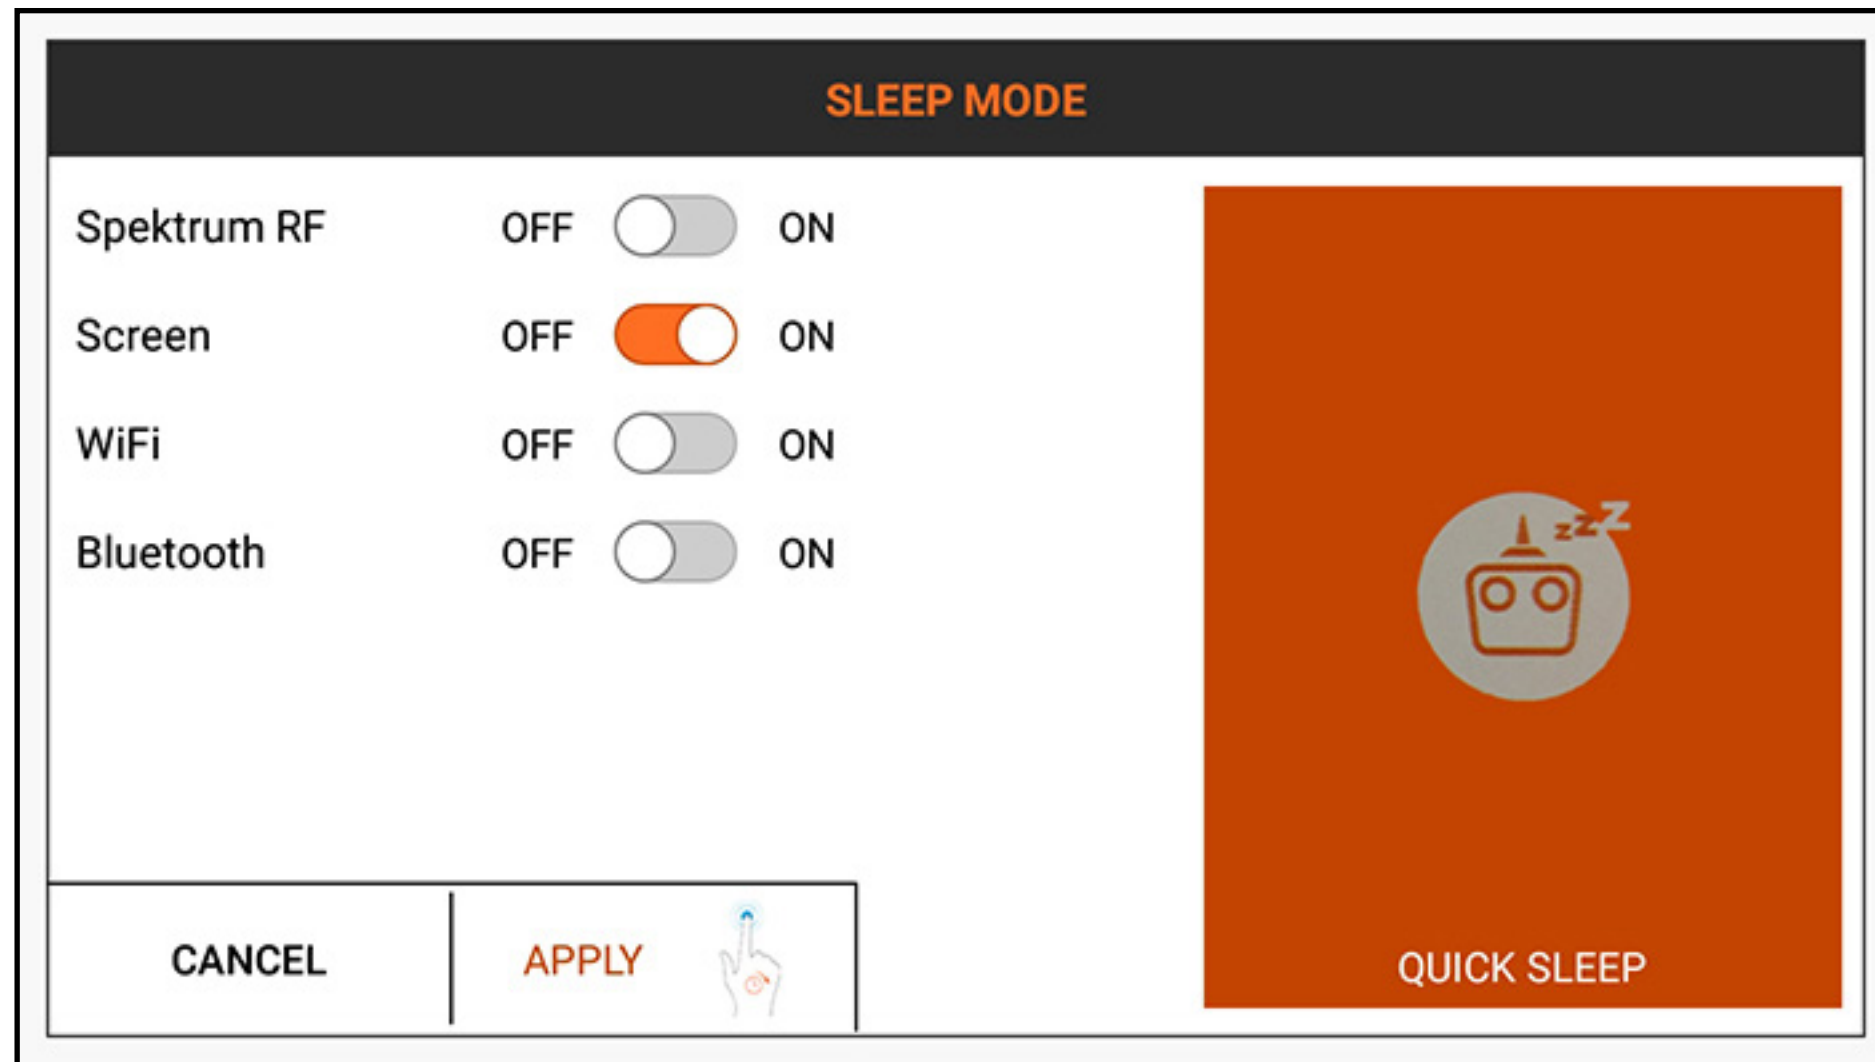 SLEEP MODE
Spektrum RF OFF ON
Screen OFF ON
WiFi OFF ON
Bluetooth OFF ON
zzZ
CANCEL APPLY
QUICK SLEEP